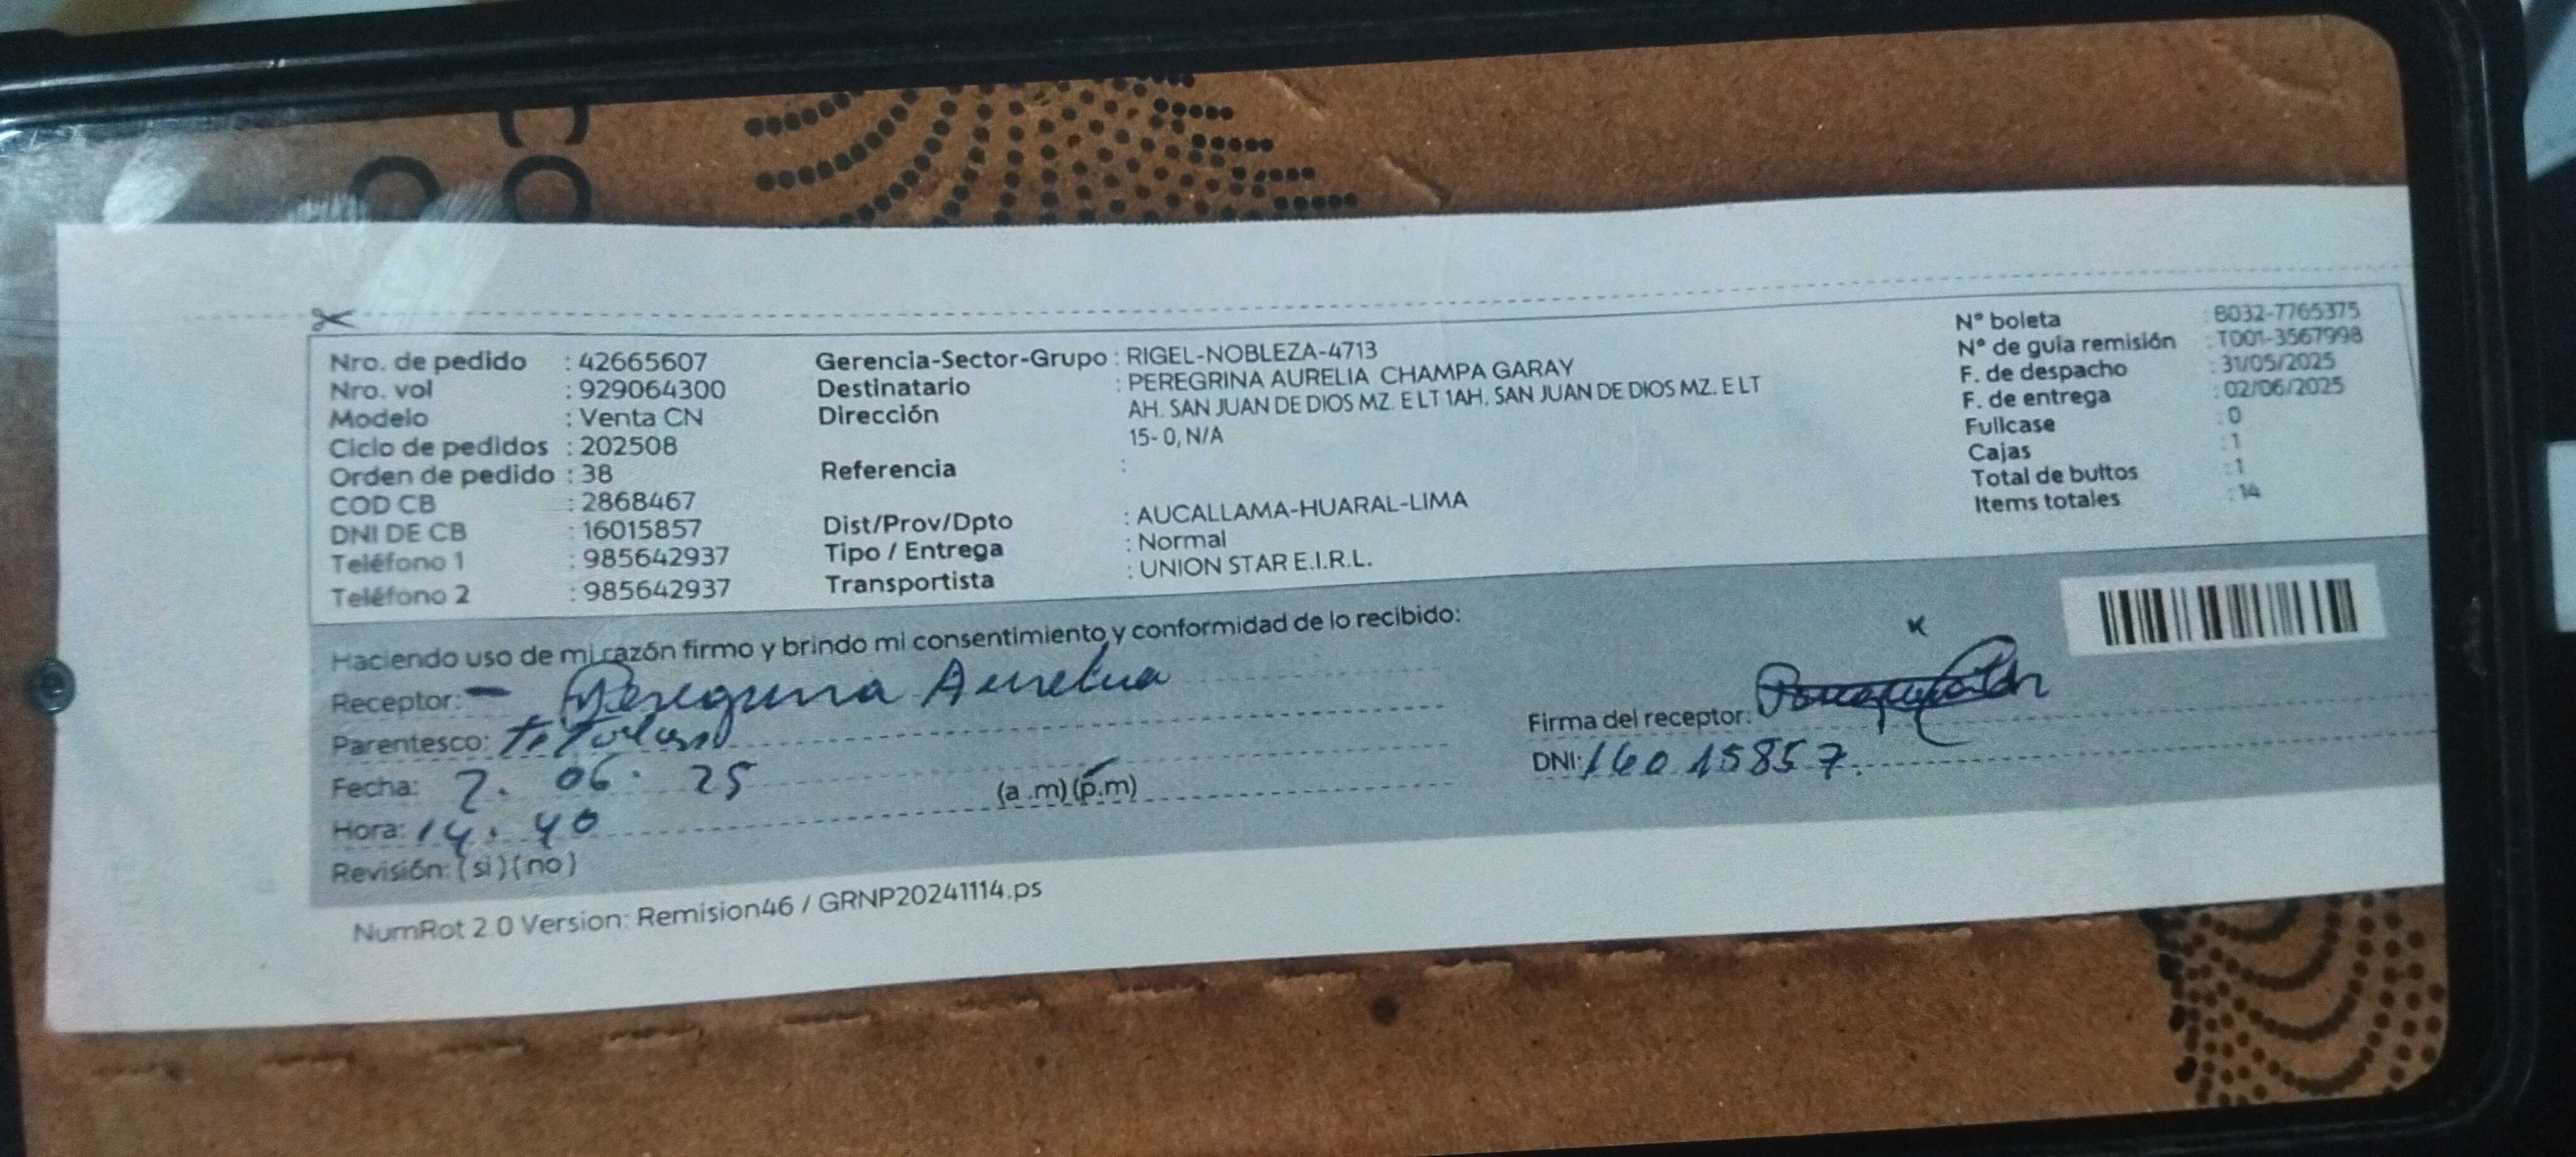 Nro. de pedido : 42665607
Nro. vol : 929064300
Modelo : Venta CN
Ciclo de pedidos : 202508
Orden de pedido : 38
COD CB : 2868467
DNI DE CB : 16015857
Teléfono 1 : 985642937
Teléfono 2 : 985642937
Gerencia-Sector-Grupo : RIGEL-NOBLEZA-4713
Destinatario : PEREGRINA AURELIA CHAMPA GARAY
Dirección AH. SAN JUAN DE DIOS MZ. E LT 1AH. SAN JUAN DE DIOS MZ. E LT
15- 0, N/A
Referencia :
Dist/Prov/Dpto : AUCALLAMA-HUARAL-LIMA
Tipo / Entrega : Normal
Transportista : UNION STAR E.I.R.L.
N° boleta : B032-7765375
N° de guía remisión : T001-3567998
F. de despacho : 31/05/2025
F. de entrega : 02/06/2025
Fullcase : 0
Cajas : 1
Total de bultos : 1
Items totales : 14
Haciendo uso de mi razón firmo y brindo mi consentimiento y conformidad de lo recibido:
Receptor: - Peregrina Aurelia
Parentesco:
Fecha: 2. 06. 25
Hora: 14:40 (a.m) (p.m)
Revisión: (si) (no)
Firma del receptor:
DNI: 16015857.
NumRot 2.0 Version: Remision46 / GRNP20241114.ps